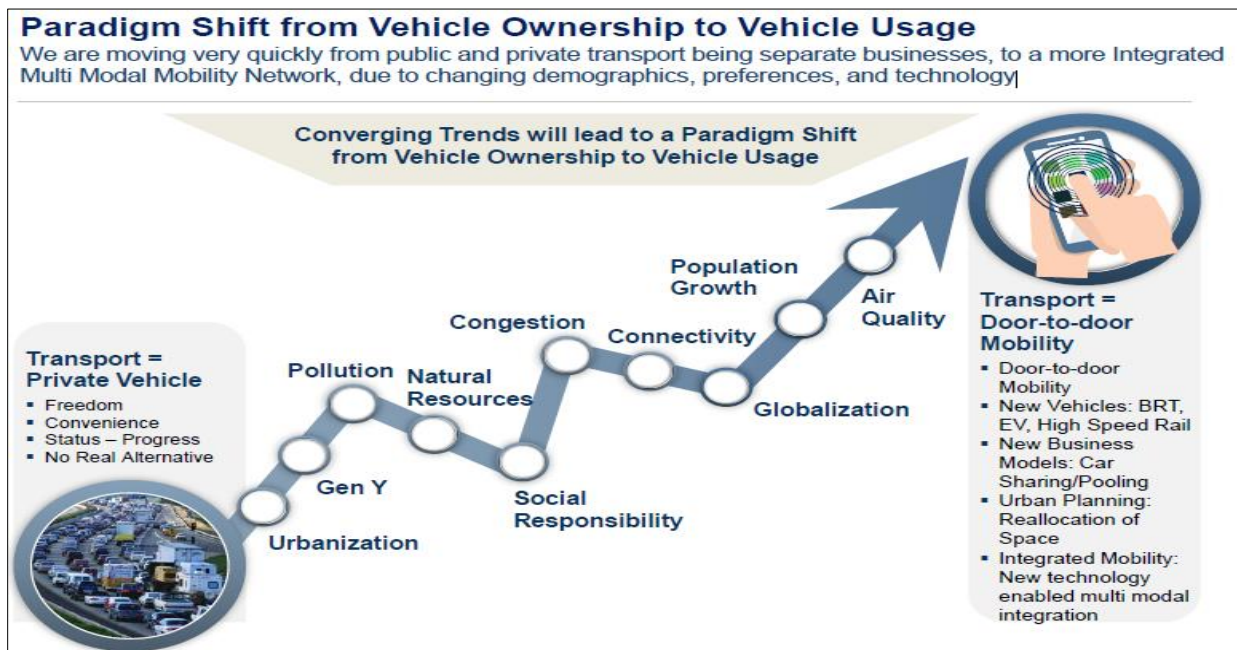 Paradigm Shift from Vehicle Ownership to Vehicle Usage
We are moving very quickly from public and private transport being separate businesses, to a more Integrated
Multi Modal Mobility Network, due to changing demographics, preferences, and technology
Converging Trends will lead to a Paradigm Shift
from Vehicle Ownership to Vehicle Usage
Transport =
Private Vehicle
▪ Freedom
▪ Convenience
▪ Status – Progress
▪ No Real Alternative
Urbanization
Gen Y
Pollution
Natural
Resources
Social
Responsibility
Congestion
Connectivity
Globalization
Population
Growth
Air
Quality
Transport =
Door-to-door
Mobility
▪ Door-to-door
Mobility
▪ New Vehicles: BRT,
EV, High Speed Rail
▪ New Business
Models: Car
Sharing/Pooling
▪ Urban Planning:
Reallocation of
Space
▪ Integrated Mobility:
New technology
enabled multi modal
integration